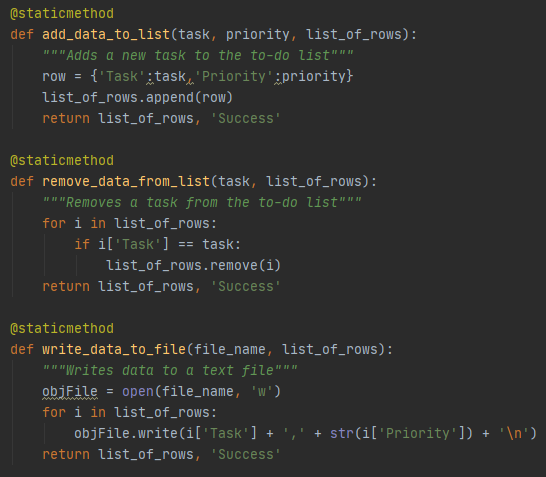 @staticmethod
def add_data_to_list(task, priority, list_of_rows):
    """Adds a new task to the to-do list"""
    row = {'Task':task,'Priority':priority}
    list_of_rows.append(row)
    return list_of_rows, 'Success'

@staticmethod
def remove_data_from_list(task, list_of_rows):
    """Removes a task from the to-do list"""
    for i in list_of_rows:
        if i['Task'] == task:
            list_of_rows.remove(i)
    return list_of_rows, 'Success'

@staticmethod
def write_data_to_file(file_name, list_of_rows):
    """Writes data to a text file"""
    objFile = open(file_name, 'w')
    for i in list_of_rows:
        objFile.write(i['Task'] + ',' + str(i['Priority']) + '\n')
    return list_of_rows, 'Success'